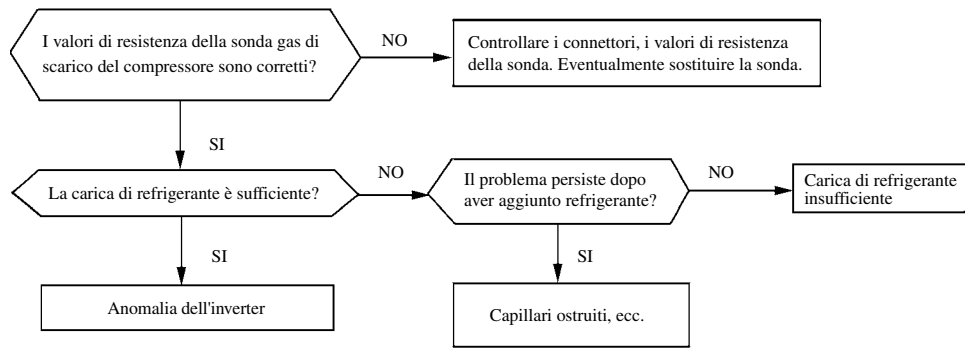 I valori di resistenza della sonda gas di
scarico del compressore sono corretti?
NO
Controllare i connettori, i valori di resistenza
della sonda. Eventualmente sostituire la sonda.
SI
La carica di refrigerante è sufficiente?
NO
Il problema persiste dopo
aver aggiunto refrigerante?
NO
Carica di refrigerante
insufficiente
SI
SI
Anomalia dell'inverter
Capillari ostruiti, ecc.